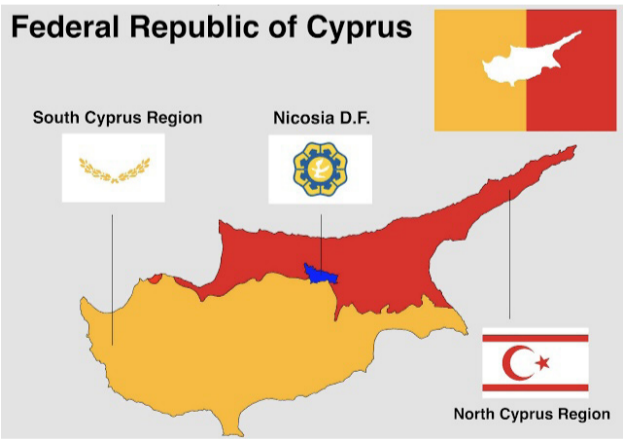 Federal Republic of Cyprus
South Cyprus Region
Nicosia D.F.
North Cyprus Region